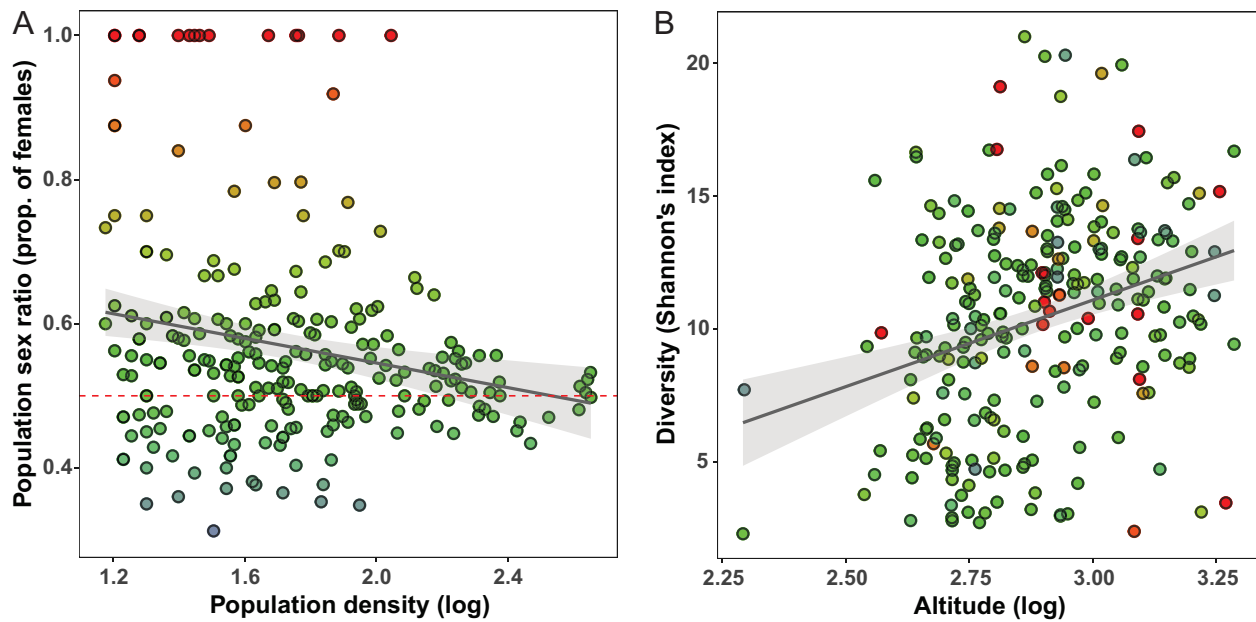 A
Population sex ratio (prop. of females)
1.0
0.8
0.6
0.4
1.2
1.6
2.0
2.4
Population density (log)
B
Diversity (Shannon's index)
20
15
10
5
2.25
2.50
2.75
3.00
3.25
Altitude (log)